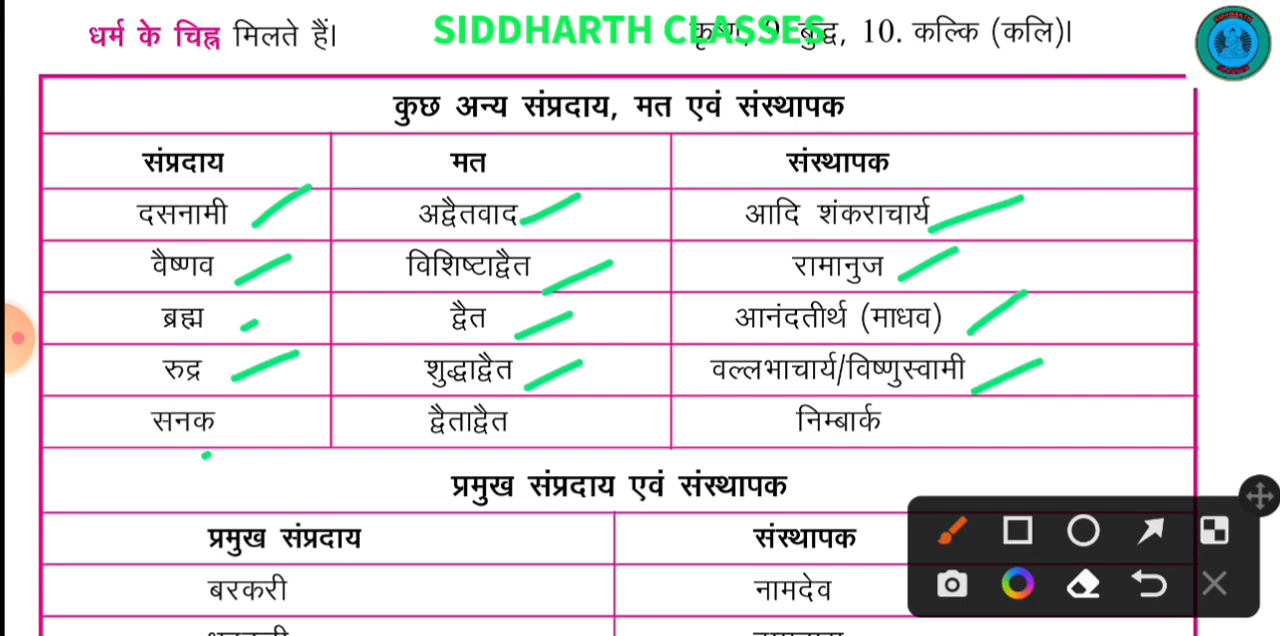 धर्म के चिह्न मिलते हैं।
SIDDHARTH CLASSES
कृष्ण, 9. बुद्ध, 10. कल्कि (कलि)।
कुछ अन्य संप्रदाय, मत एवं संस्थापक
संप्रदाय मत संस्थापक
दसनामी अद्वैतवाद आदि शंकराचार्य
वैष्णव विशिष्टाद्वैत रामानुज
ब्रह्म द्वैत आनंदतीर्थ (माधव)
रुद्र शुद्धाद्वैत वल्लभाचार्य/विष्णुस्वामी
सनक द्वैताद्वैत निम्बार्क
प्रमुख संप्रदाय एवं संस्थापक
प्रमुख संप्रदाय संस्थापक
बरकरी नामदेव